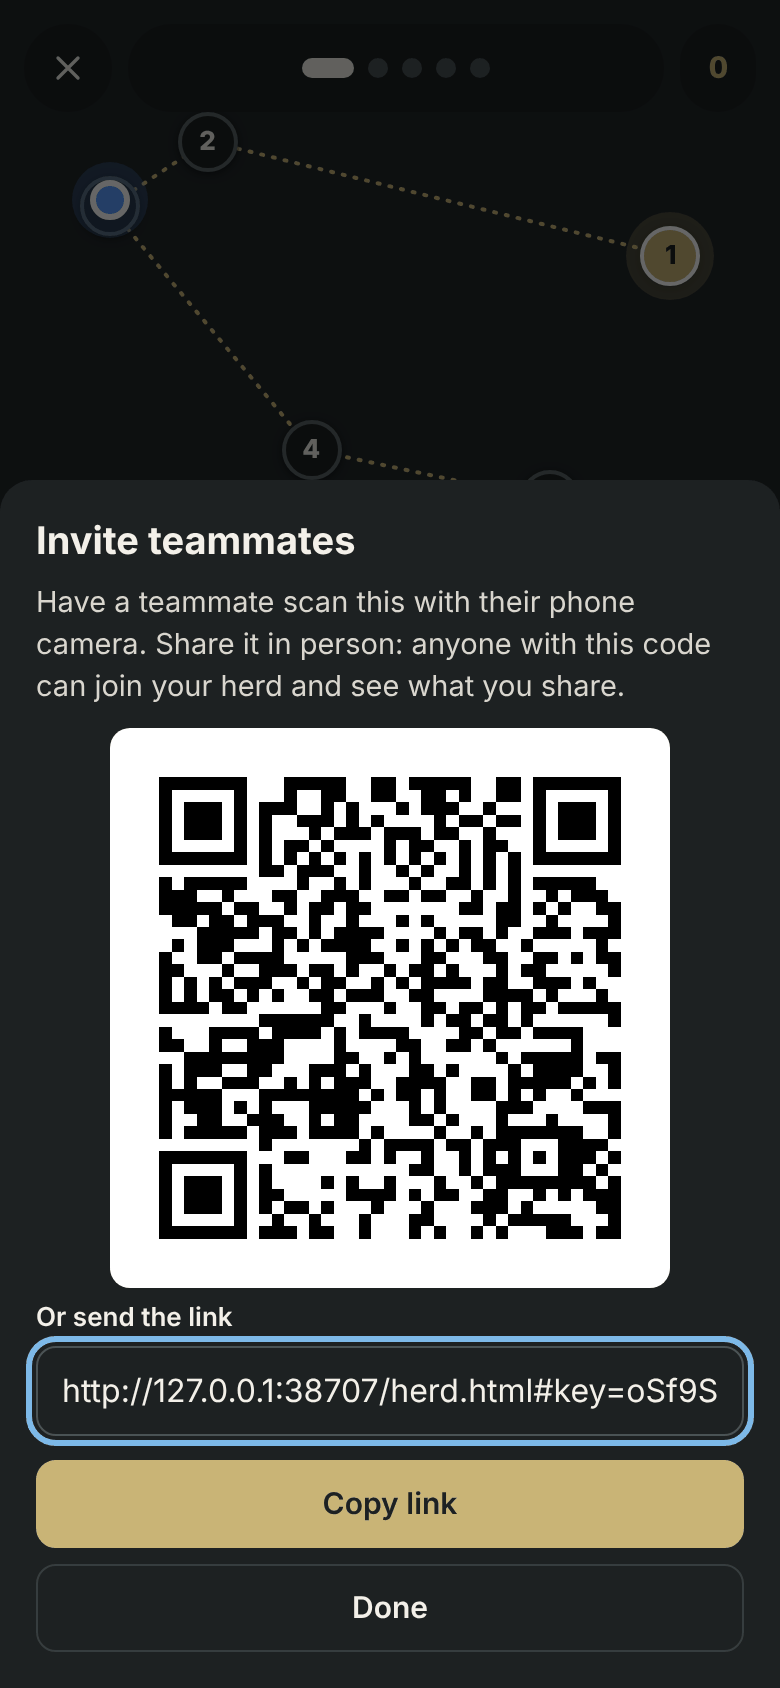 0
2
1
4
Invite teammates
Have a teammate scan this with their phone
camera. Share it in person: anyone with this code
can join your herd and see what you share.
Or send the link
http://127.0.0.1:38707/herd.html#key=oSf9S
Copy link
Done